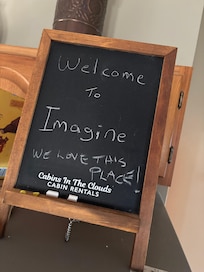 Welcome
To
Imagine
WE LOVE THIS
PLACE!
Cabins In The Clouds
CABIN RENTALS